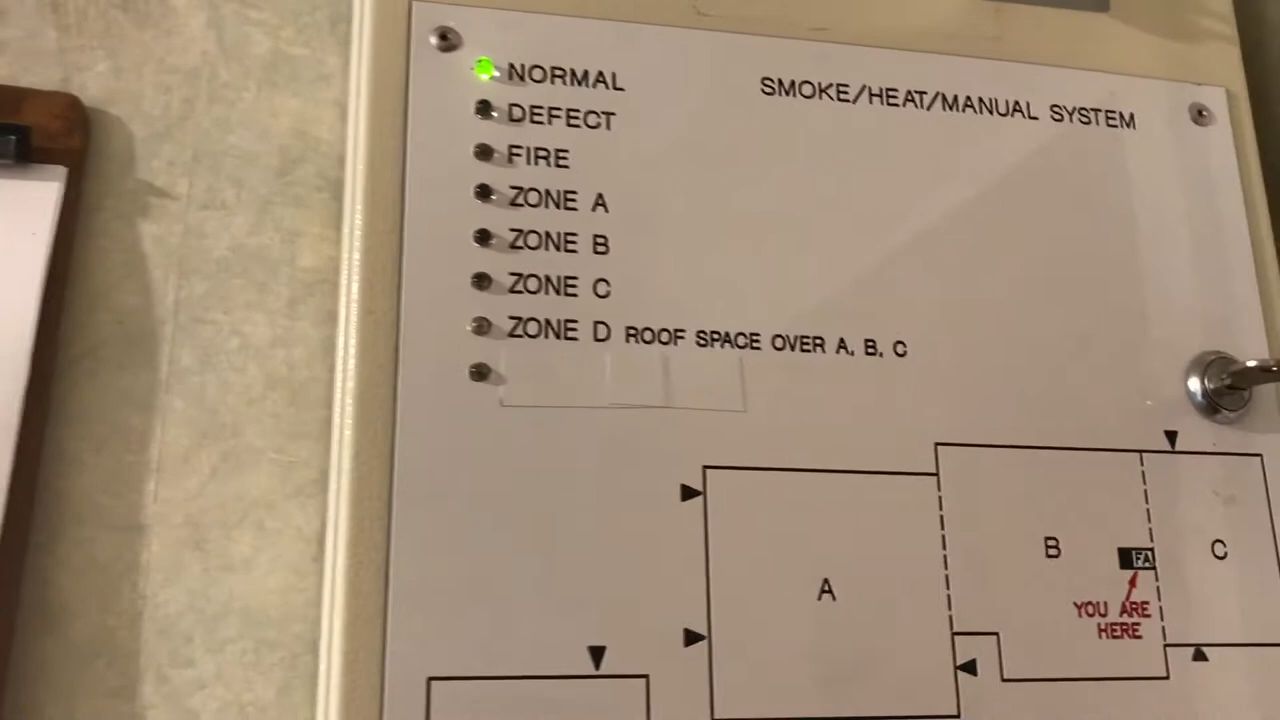 NORMAL
SMOKE/HEAT/MANUAL SYSTEM
DEFECT
FIRE
ZONE A
ZONE B
ZONE C
ZONE D ROOF SPACE OVER A, B, C
A
B
FA
C
YOU ARE
HERE